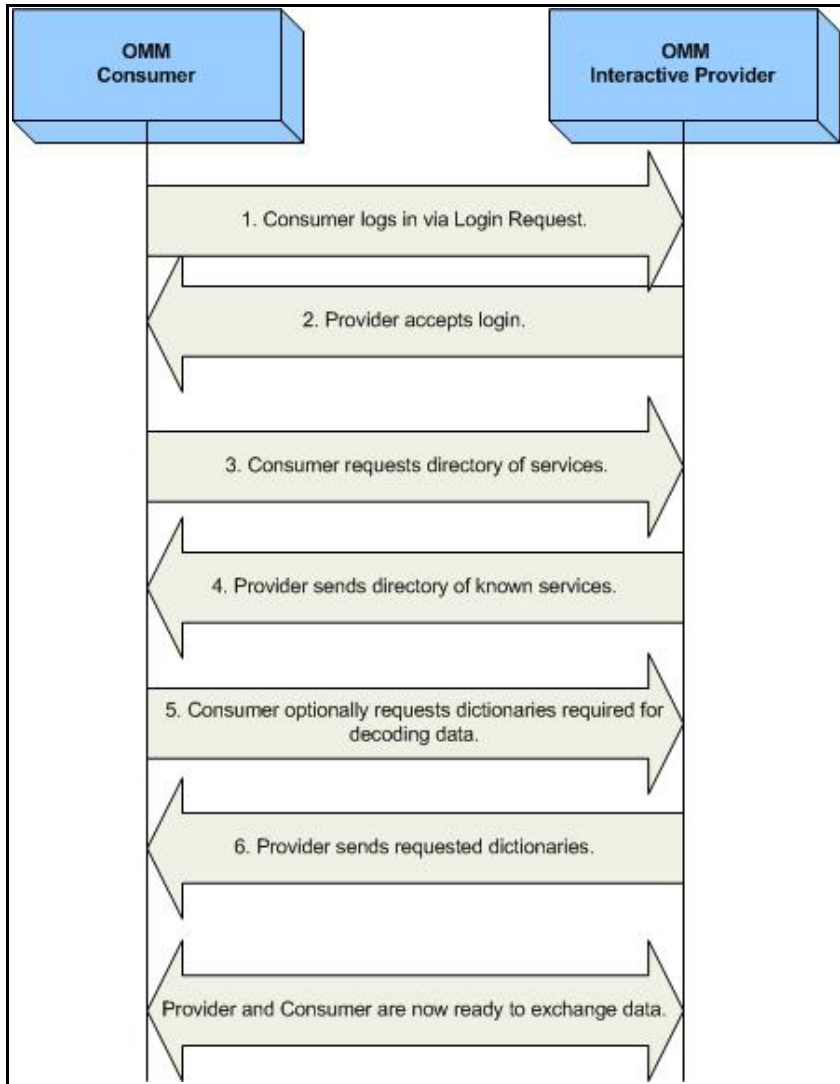 OMM
Consumer
OMM
Interactive Provider
1. Consumer logs in via Login Request.
2. Provider accepts login.
3. Consumer requests directory of services.
4. Provider sends directory of known services.
5. Consumer optionally requests dictionaries required for
decoding data.
6. Provider sends requested dictionaries.
Provider and Consumer are now ready to exchange data.